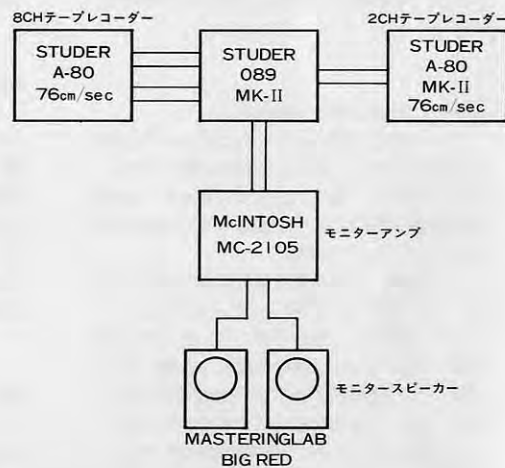 8CHテープレコーダー
STUDER
A-80
76cm/sec
STUDER
089
MK-II
2CHテープレコーダー
STUDER
A-80
MK-II
76cm/sec
McINTOSH
MC-2105
モニターアンプ
モニタースピーカー
MASTERINGLAB
BIG RED